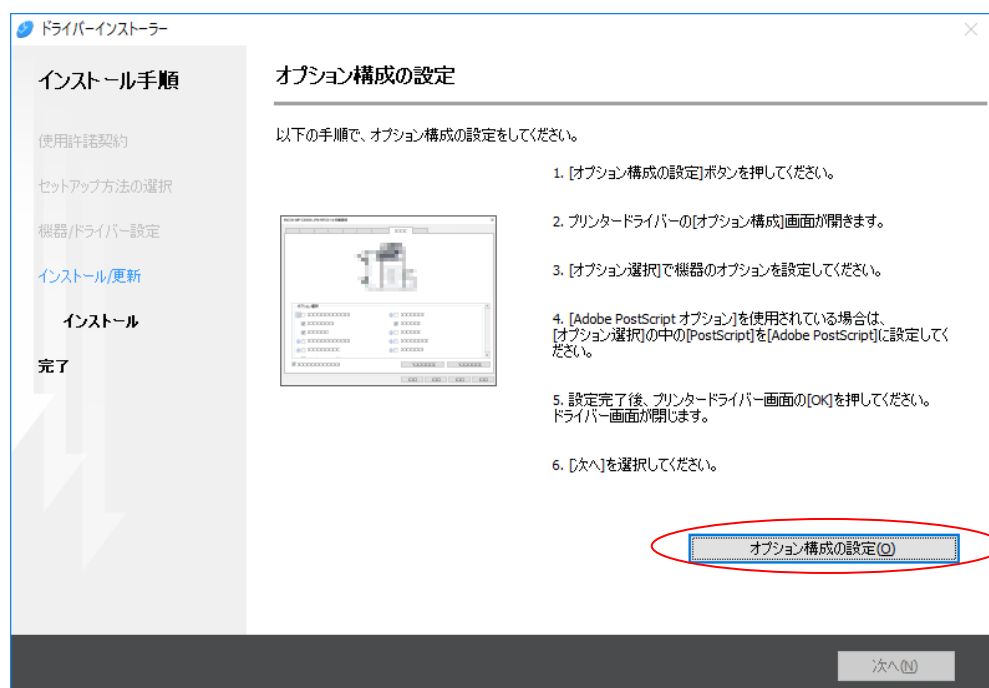 ドライバーインストーラー
インストール手順
使用許諾契約
セットアップ方法の選択
機器/ドライバー設定
インストール/更新
インストール
完了
オプション構成の設定
以下の手順で、オプション構成の設定をしてください。
1. [オプション構成の設定]ボタンを押してください。
2. プリンタードライバーの[オプション構成]画面が開きます。
3. [オプション選択]で機器のオプションを設定してください。
4. [Adobe PostScript オプション]を使用されている場合は、
[オプション選択]の中の[PostScript]を[Adobe PostScript]に設定してく
ださい。
5. 設定完了後、プリンタードライバー画面の[OK]を押してください。
ドライバー画面が閉じます。
6. [次へ]を選択してください。
オプション選択
オプション構成の設定(O)
次へ(N)